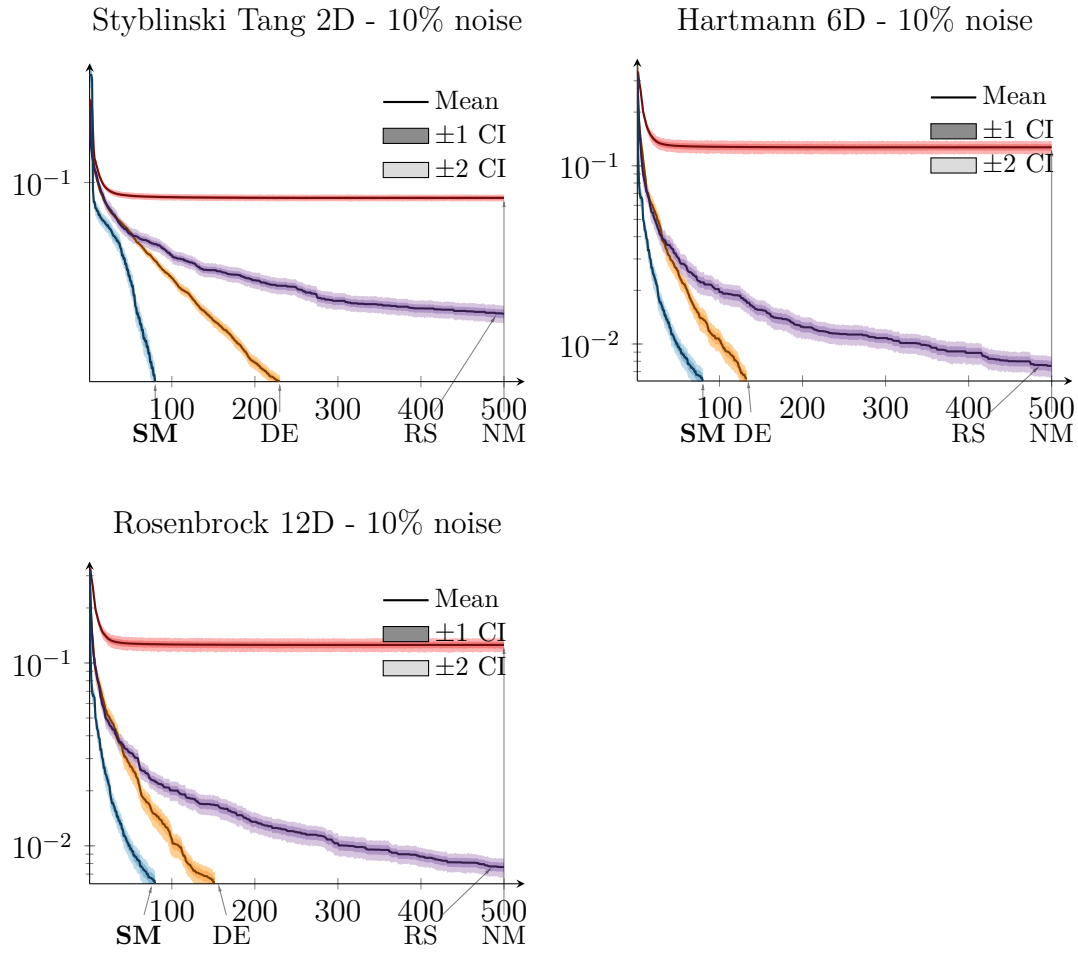 Styblinski Tang 2D - 10% noise
Mean
±1 CI
±2 CI
10⁻¹
100 200 300 400 500
SM DE RS NM
Hartmann 6D - 10% noise
Mean
±1 CI
±2 CI
10⁻¹
10⁻²
100 200 300 400 500
SM DE RS NM
Rosenbrock 12D - 10% noise
Mean
±1 CI
±2 CI
10⁻¹
10⁻²
100 200 300 400 500
SM DE RS NM